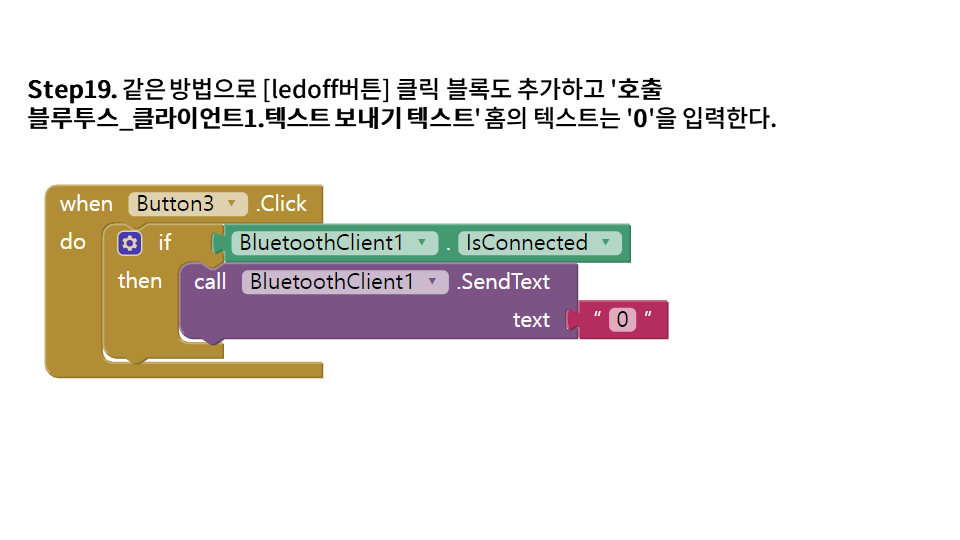 Step19. 같은 방법으로 [ledoff버튼] 클릭 블록도 추가하고 '호출
블루투스_클라이언트1.텍스트 보내기 텍스트' 홈의 텍스트는 '0'을 입력한다.
when Button3 .Click
do if BluetoothClient1 . IsConnected
then call BluetoothClient1 .SendText
text “ 0 ”